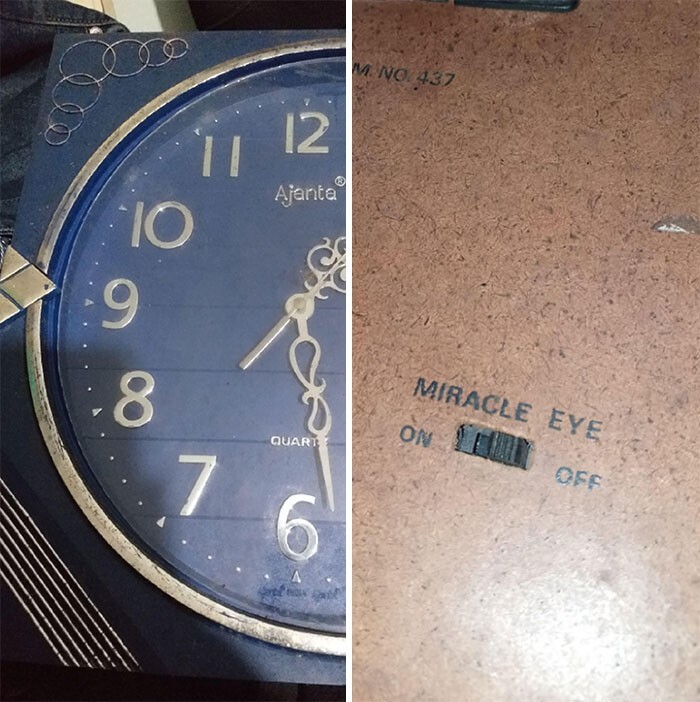 12
11
Ajanta®
10
9
8
QUARTZ
7
6
M. NO. 437
MIRACLE EYE
ON
OFF